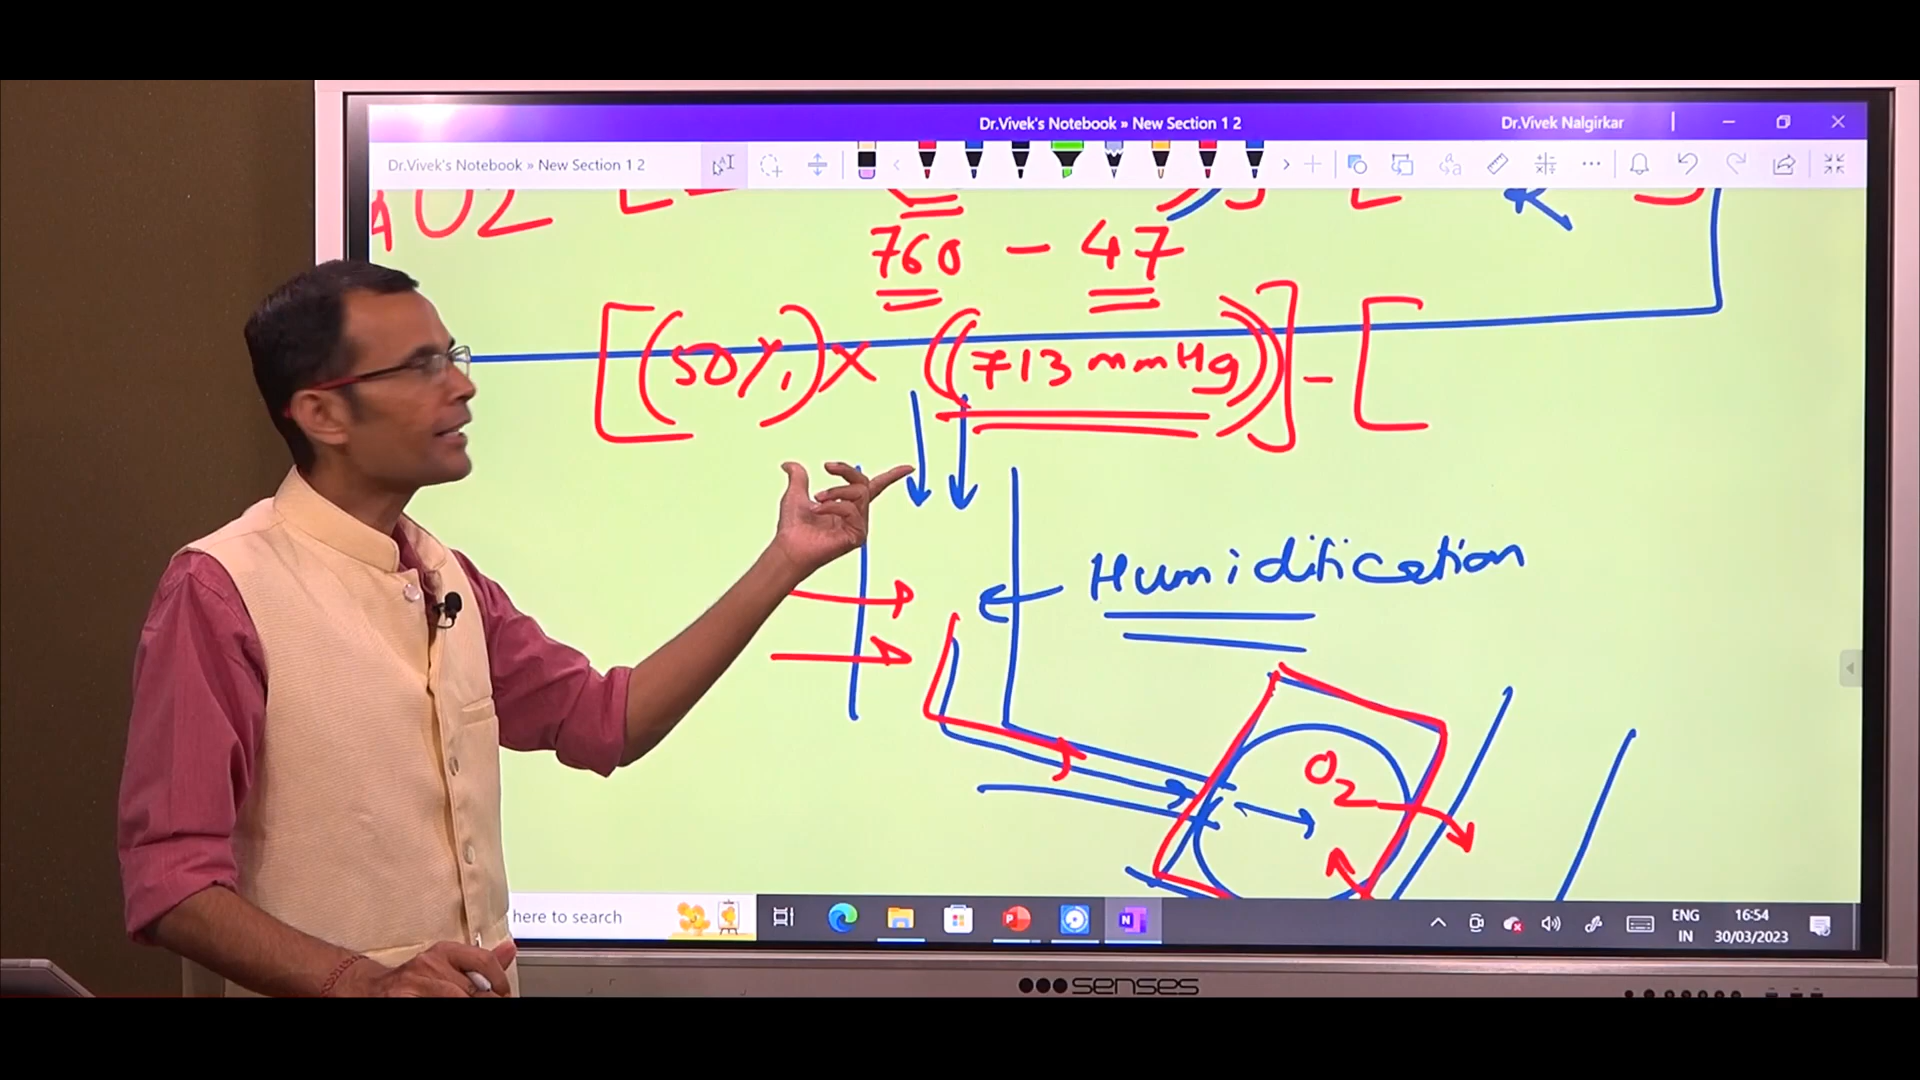 Dr.Vivek's Notebook » New Section 1 2
Dr.Vivek Nalgirkar
Dr.Vivek's Notebook » New Section 1 2
AO2
760 - 47
[(50%) x ((713 mmHg))] - [
Humidification
O2
here to search
ENG
IN
16:54
30/03/2023
senses